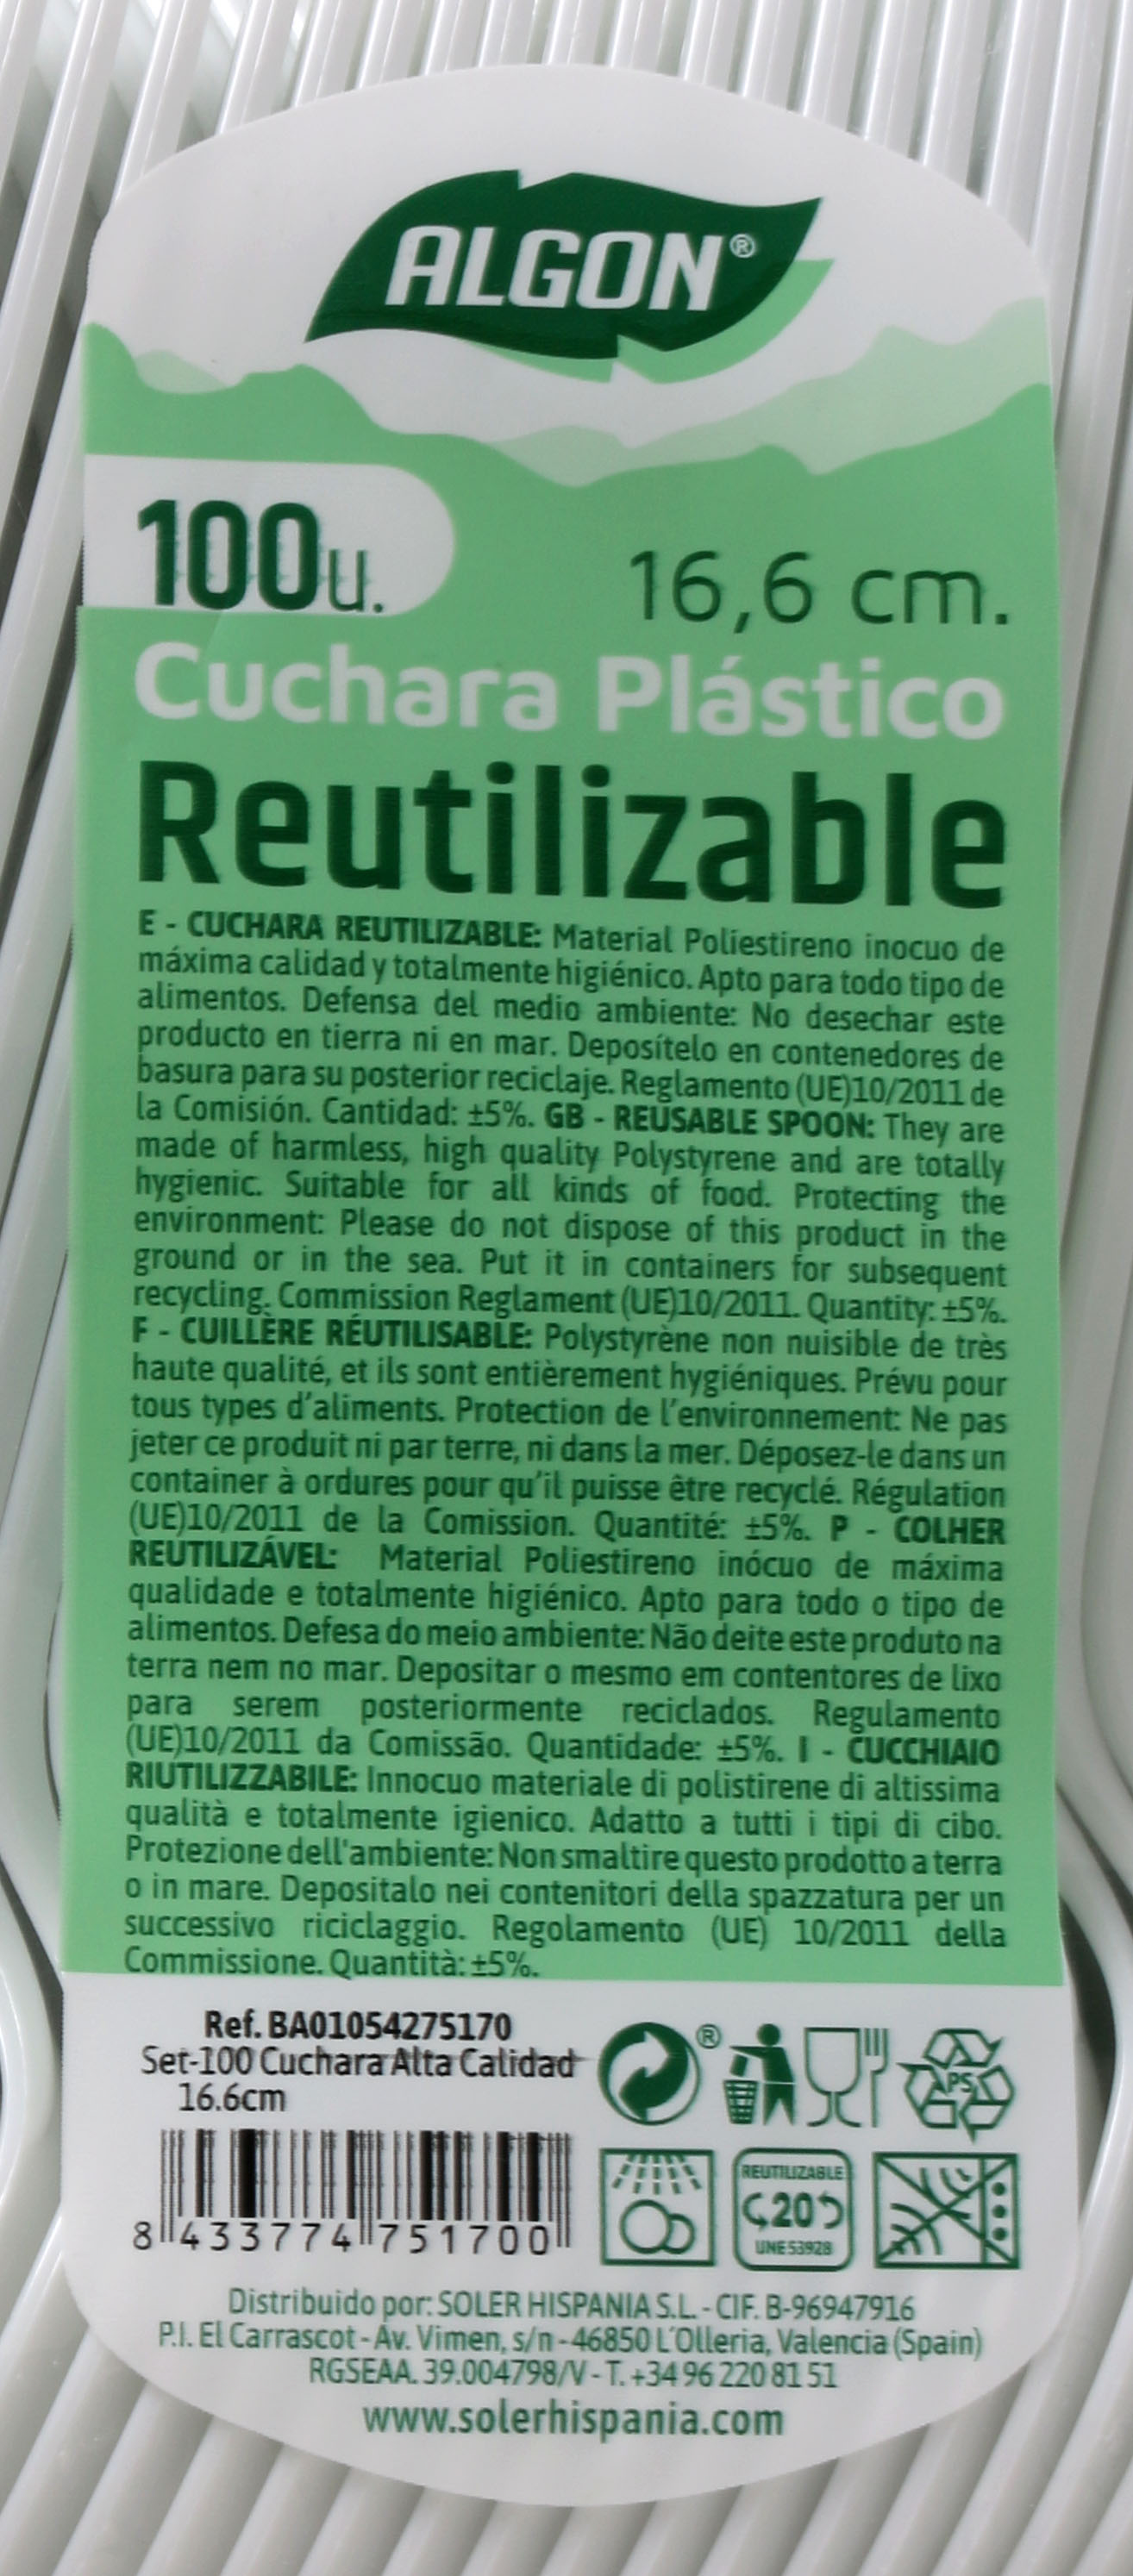 ALGON®
100u.
16,6 cm.
Cuchara Plástico
Reutilizable
E - CUCHARA REUTILIZABLE: Material Poliestireno inocuo de
máxima calidad y totalmente higiénico. Apto para todo tipo de
alimentos. Defensa del medio ambiente: No desechar este
producto en tierra ni en mar. Deposítelo en contenedores de
basura para su posterior reciclaje. Reglamento (UE)10/2011 de
la Comisión. Cantidad: ±5%. GB - REUSABLE SPOON: They are
made of harmless, high quality Polystyrene and are totally
hygienic. Suitable for all kinds of food. Protecting the
environment: Please do not dispose of this product in the
ground or in the sea. Put it in containers for subsequent
recycling. Commission Reglament (UE)10/2011. Quantity: ±5%.
F - CUILLÈRE RÉUTILISABLE: Polystyrène non nuisible de très
haute qualité, et ils sont entièrement hygiéniques. Prévu pour
tous types d'aliments. Protection de l'environnement: Ne pas
jeter ce produit ni par terre, ni dans la mer. Déposez-le dans un
container à ordures pour qu'il puisse être recyclé. Régulation
(UE)10/2011 de la Comission. Quantité: ±5%. P - COLHER
REUTILIZÁVEL: Material Poliestireno inócuo de máxima
qualidade e totalmente higiénico. Apto para todo o tipo de
alimentos. Defesa do meio ambiente: Não deite este produto na
terra nem no mar. Depositar o mesmo em contentores de lixo
para serem posteriormente reciclados. Regulamento
(UE)10/2011 da Comissão. Quantidade: ±5%. I - CUCCHIAIO
RIUTILIZZABILE: Innocuo materiale di polistirene di altissima
qualità e totalmente igienico. Adatto a tutti i tipi di cibo.
Protezione dell'ambiente: Non smaltire questo prodotto a terra
o in mare. Depositalo nei contenitori della spazzatura per un
successivo riciclaggio. Regolamento (UE) 10/2011 della
Commissione. Quantità: ±5%.
Ref. BA01054275170
Set-100 Cuchara Alta Calidad
16.6cm
8 433774 751700
®
PS
REUTILIZABLE
20
UNE 53928
Distribuido por: SOLER HISPANIA S.L. - CIF. B-96947916
P.I. El Carrascot - Av. Vimen, s/n - 46850 L'Olleria, Valencia (Spain)
RGSEAA. 39.004798/V - T. +34 96 220 81 51
www.solerhispania.com